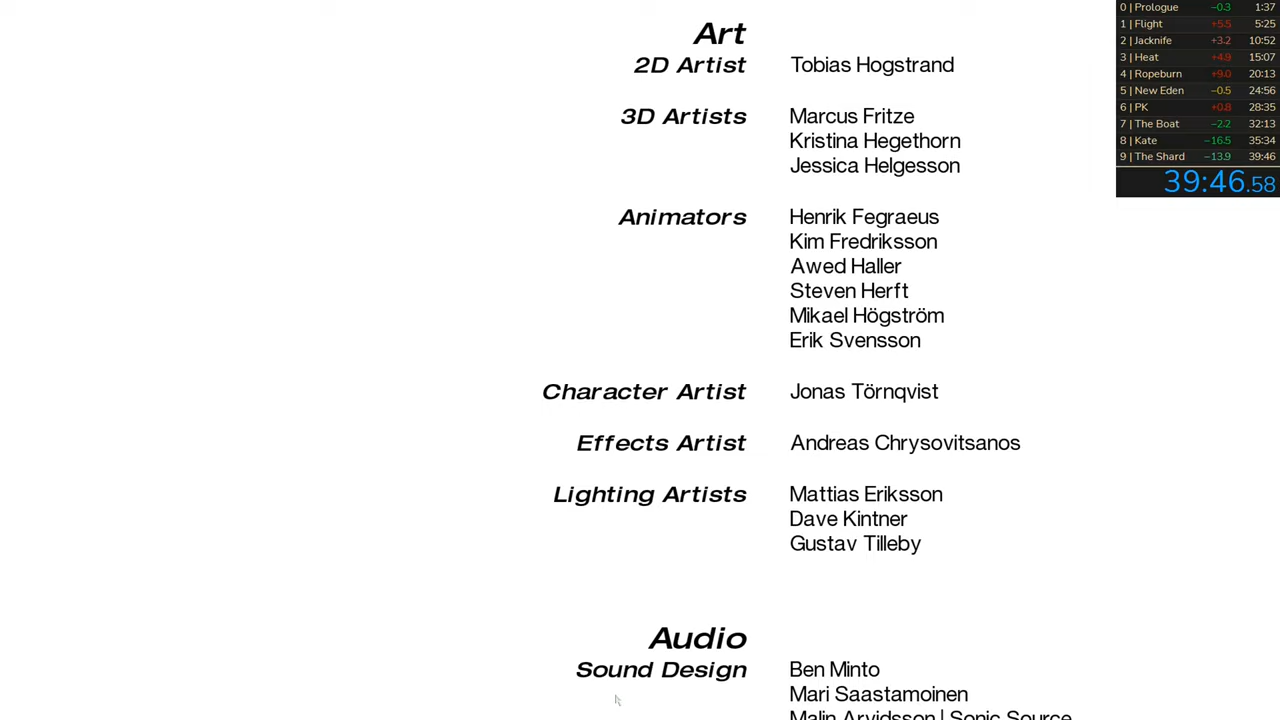 Art
2D Artist Tobias Hogstrand
3D Artists Marcus Fritze
Kristina Hegethorn
Jessica Helgesson
Animators Henrik Fegraeus
Kim Fredriksson
Awed Haller
Steven Herft
Mikael Högström
Erik Svensson
Character Artist Jonas Törnqvist
Effects Artist Andreas Chrysovitsanos
Lighting Artists Mattias Eriksson
Dave Kintner
Gustav Tilleby
Audio
Sound Design Ben Minto
Mari Saastamoinen
Malin Arvidsson | Sonic Source
0 | Prologue −0.3 1:37
1 | Flight +5.5 5:25
2 | Jacknife +3.2 10:52
3 | Heat +4.9 15:07
4 | Ropeburn +9.0 20:13
5 | New Eden −0.5 24:56
6 | PK +0.8 28:35
7 | The Boat −2.2 32:13
8 | Kate −16.5 35:34
9 | The Shard −13.9 39:46
39:46.58